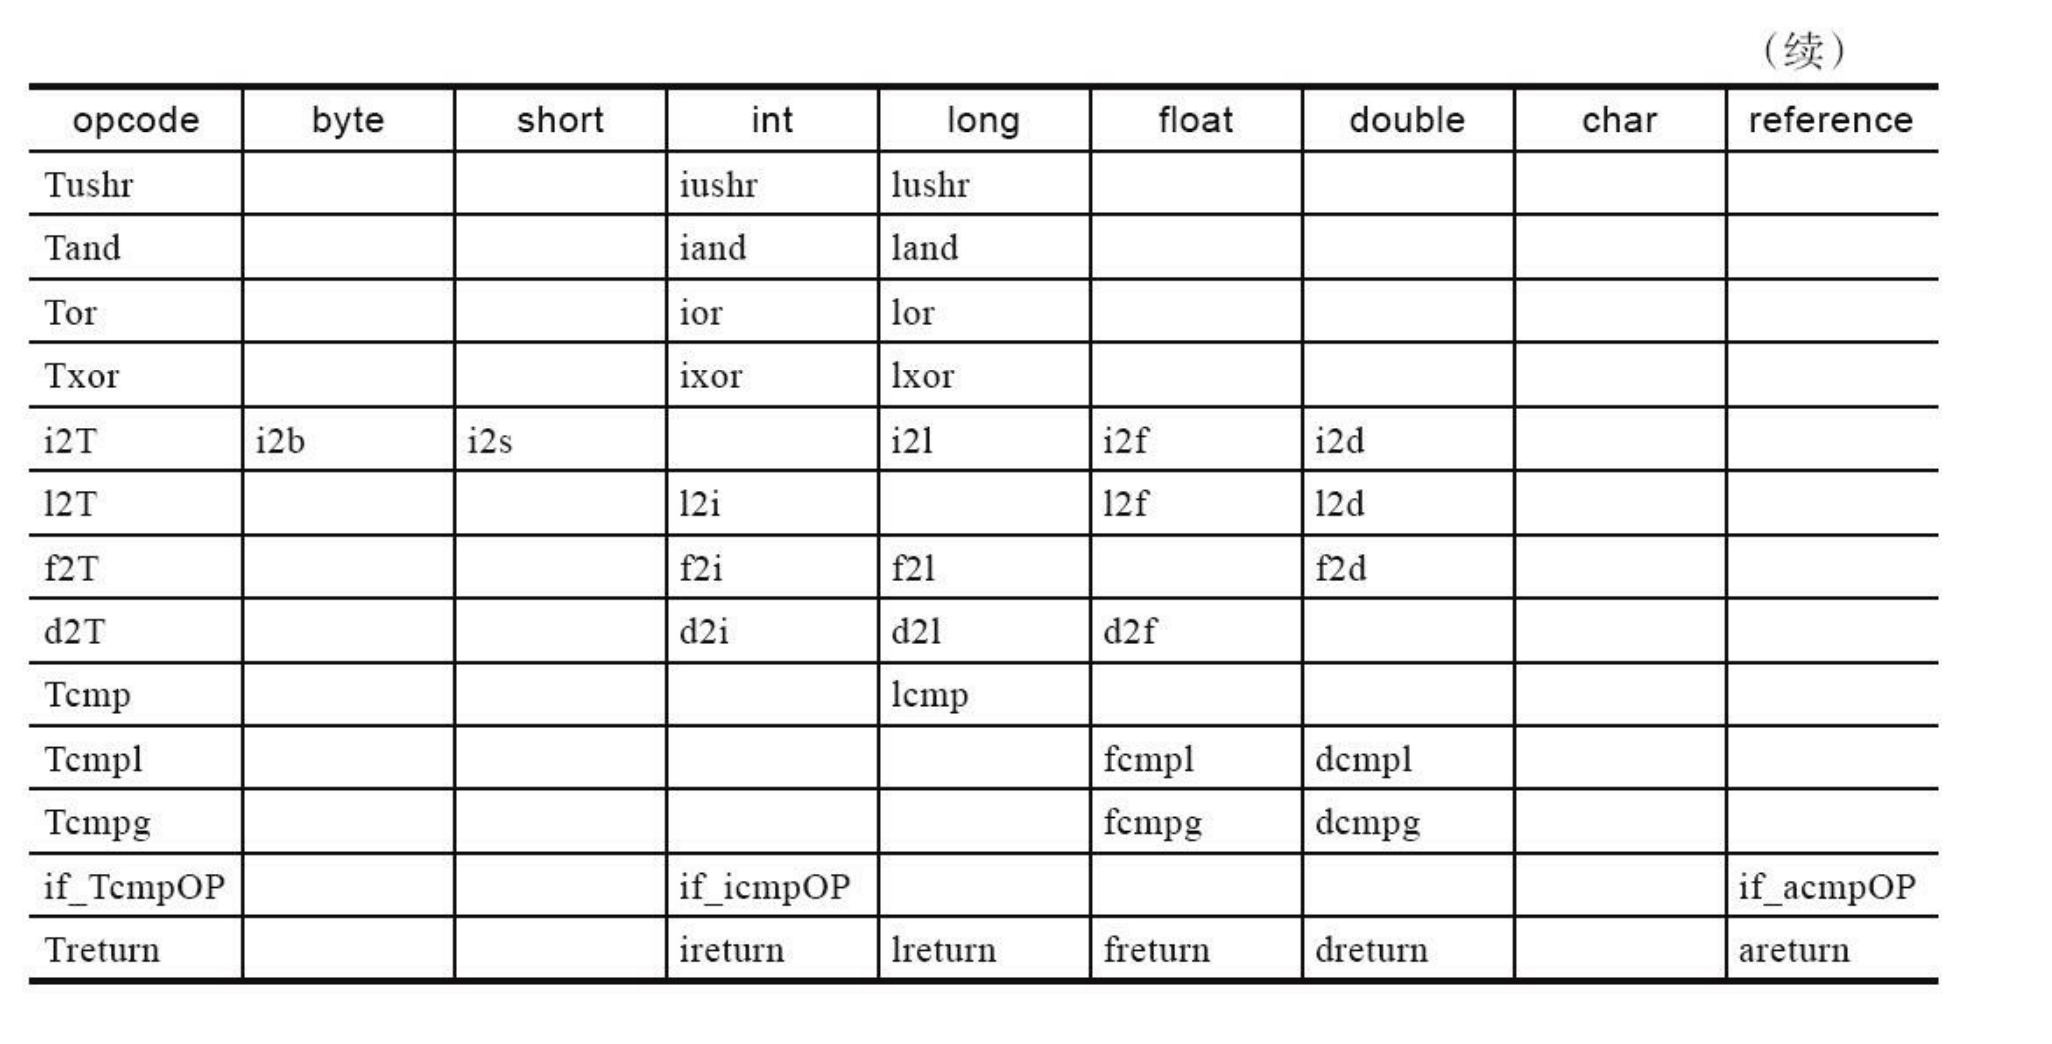 （续）
opcode byte short int long float double char reference
Tushr iushr lushr
Tand iand land
Tor ior lor
Txor ixor lxor
i2T i2b i2s i2l i2f i2d
l2T l2i l2f l2d
f2T f2i f2l f2d
d2T d2i d2l d2f
Tcmp lcmp
Tcmpl fcmpl dcmpl
Tcmpg fcmpg dcmpg
if_TcmpOP if_icmpOP if_acmpOP
Treturn ireturn lreturn freturn dreturn areturn